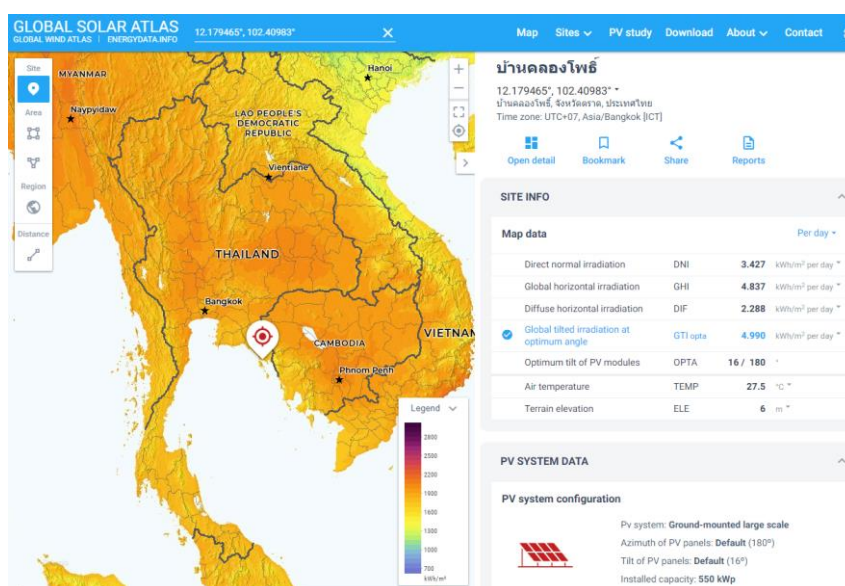 GLOBAL SOLAR ATLAS
GLOBAL WIND ATLAS | ENERGYDATA.INFO
12.179465°, 102.40983°
Map Sites PV study Download About Contact
Site
Area
Region
Distance
MYANMAR
Naypyidaw
Hanoi
LAO PEOPLE'S
DEMOCRATIC
REPUBLIC
Vientiane
THAILAND
Bangkok
CAMBODIA
VIETNAM
Phnom Penh
Legend
2800
2500
2200
1900
1600
1300
1000
700
kWh/m²
บ้านคลองโพธิ์
12.179465°, 102.40983°
บ้านคลองโพธิ์, จังหวัดตราด, ประเทศไทย
Time zone: UTC+07, Asia/Bangkok [ICT]
Open detail Bookmark Share Reports
SITE INFO
Map data Per day
Direct normal irradiation DNI 3.427 kWh/m² per day
Global horizontal irradiation GHI 4.837 kWh/m² per day
Diffuse horizontal irradiation DIF 2.288 kWh/m² per day
Global tilted irradiation at
optimum angle GTI opta 4.990 kWh/m² per day
Optimum tilt of PV modules OPTA 16 / 180 °
Air temperature TEMP 27.5 °C
Terrain elevation ELE 6 m
PV SYSTEM DATA
PV system configuration
Pv system: Ground-mounted large scale
Azimuth of PV panels: Default (180°)
Tilt of PV panels: Default (16°)
Installed capacity: 550 kWp